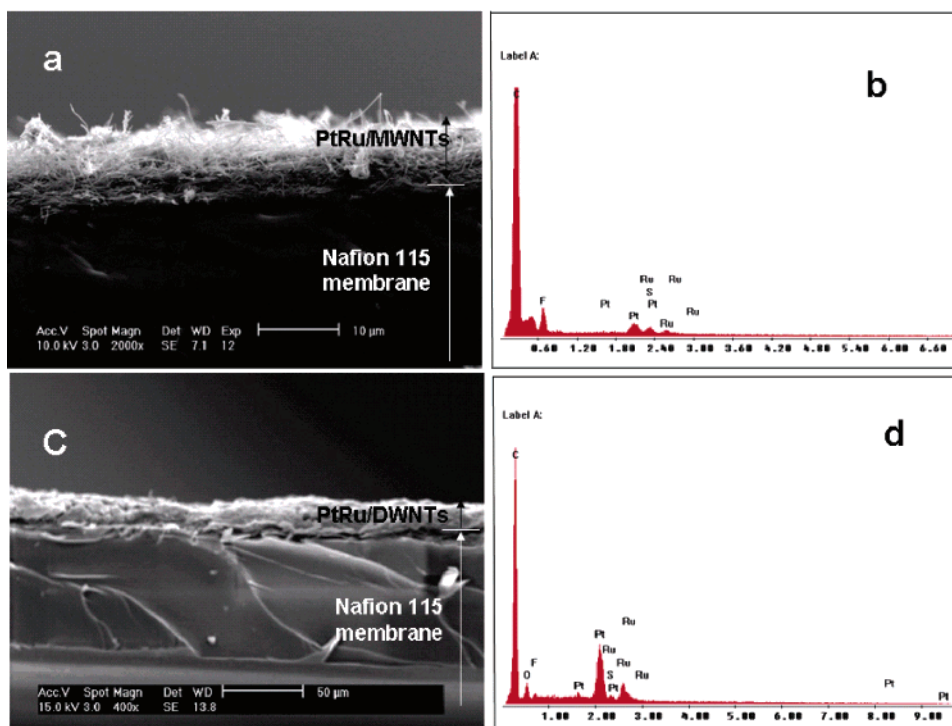 a
PtRu/MWNTs
Nafion 115
membrane
Acc.V Spot Magn Det WD Exp
10.0 kV 3.0 2000x SE 7.1 12 10 µm
Label A:
b
C
Ru Ru
S
F Pt Pt Ru
Pt
Ru
0.60 1.20 1.80 2.40 3.00 3.60 4.20 4.80 5.40 6.00 6.60
C
PtRu/DWNTs
Nafion 115
membrane
Acc.V Spot Magn Det WD
15.0 kV 3.0 400x SE 13.8 50 µm
Label A:
d
C
Ru
Pt
Ru
F Ru
O S Ru
Pt Pt Pt Pt
1.00 2.00 3.00 4.00 5.00 6.00 7.00 8.00 9.00